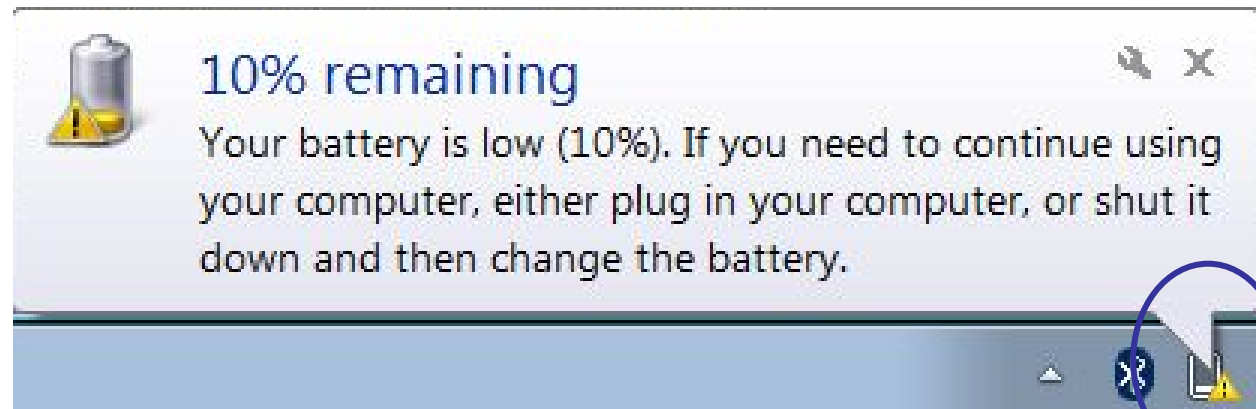 10% remaining
Your battery is low (10%). If you need to continue using
your computer, either plug in your computer, or shut it
down and then change the battery.